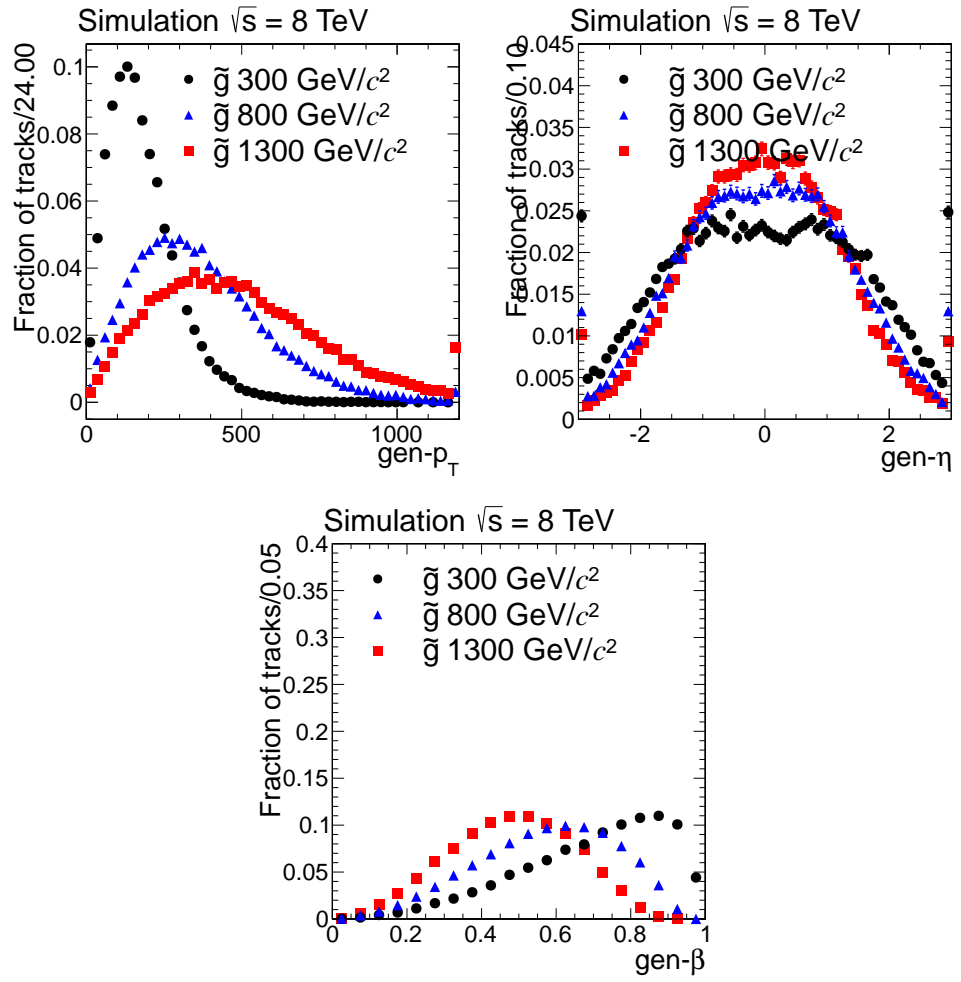 Simulation √s = 8 TeV
Fraction of tracks/24.00
0.1
0.08
0.06
0.04
0.02
0
g̃ 300 GeV/c²
g̃ 800 GeV/c²
g̃ 1300 GeV/c²
0 500 1000
gen-p_T
Simulation √s = 8 TeV
Fraction of tracks/0.10
0.045
0.04
0.035
0.03
0.025
0.02
0.015
0.01
0.005
0
g̃ 300 GeV/c²
g̃ 800 GeV/c²
g̃ 1300 GeV/c²
-2 0 2
gen-η
Simulation √s = 8 TeV
Fraction of tracks/0.05
0.4
0.35
0.3
0.25
0.2
0.15
0.1
0.05
0
g̃ 300 GeV/c²
g̃ 800 GeV/c²
g̃ 1300 GeV/c²
0 0.2 0.4 0.6 0.8 1
gen-β